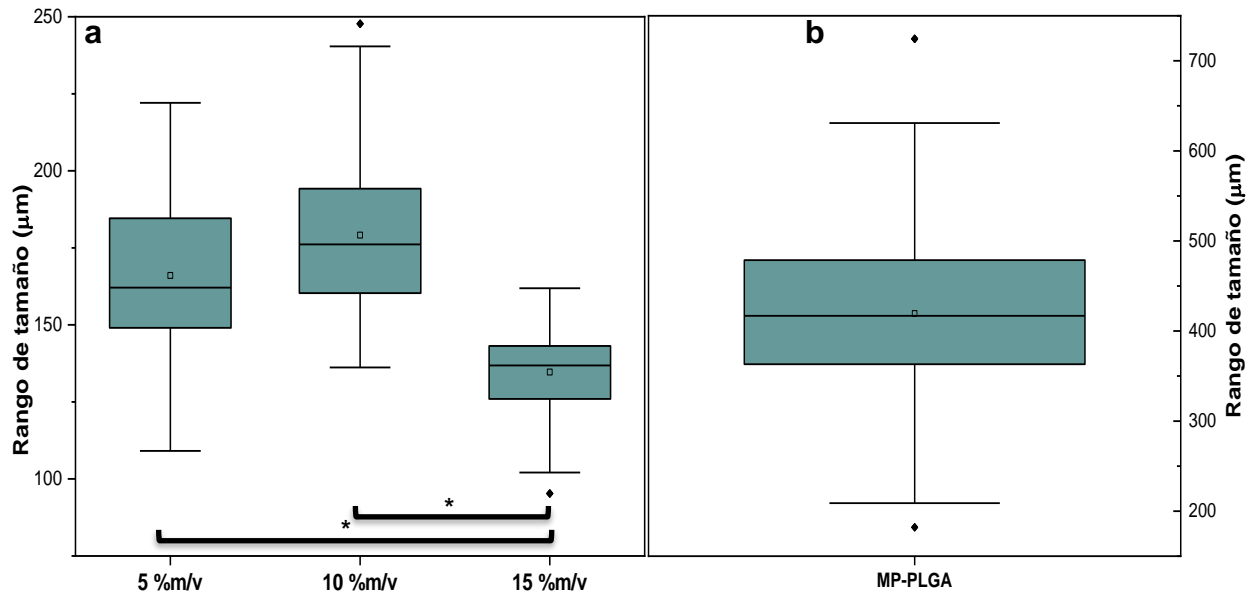 a
250
200
150
100
Rango de tamaño (μm)
*
*
5 %m/v
10 %m/v
15 %m/v
b
700
600
500
400
300
200
Rango de tamaño (μm)
MP-PLGA